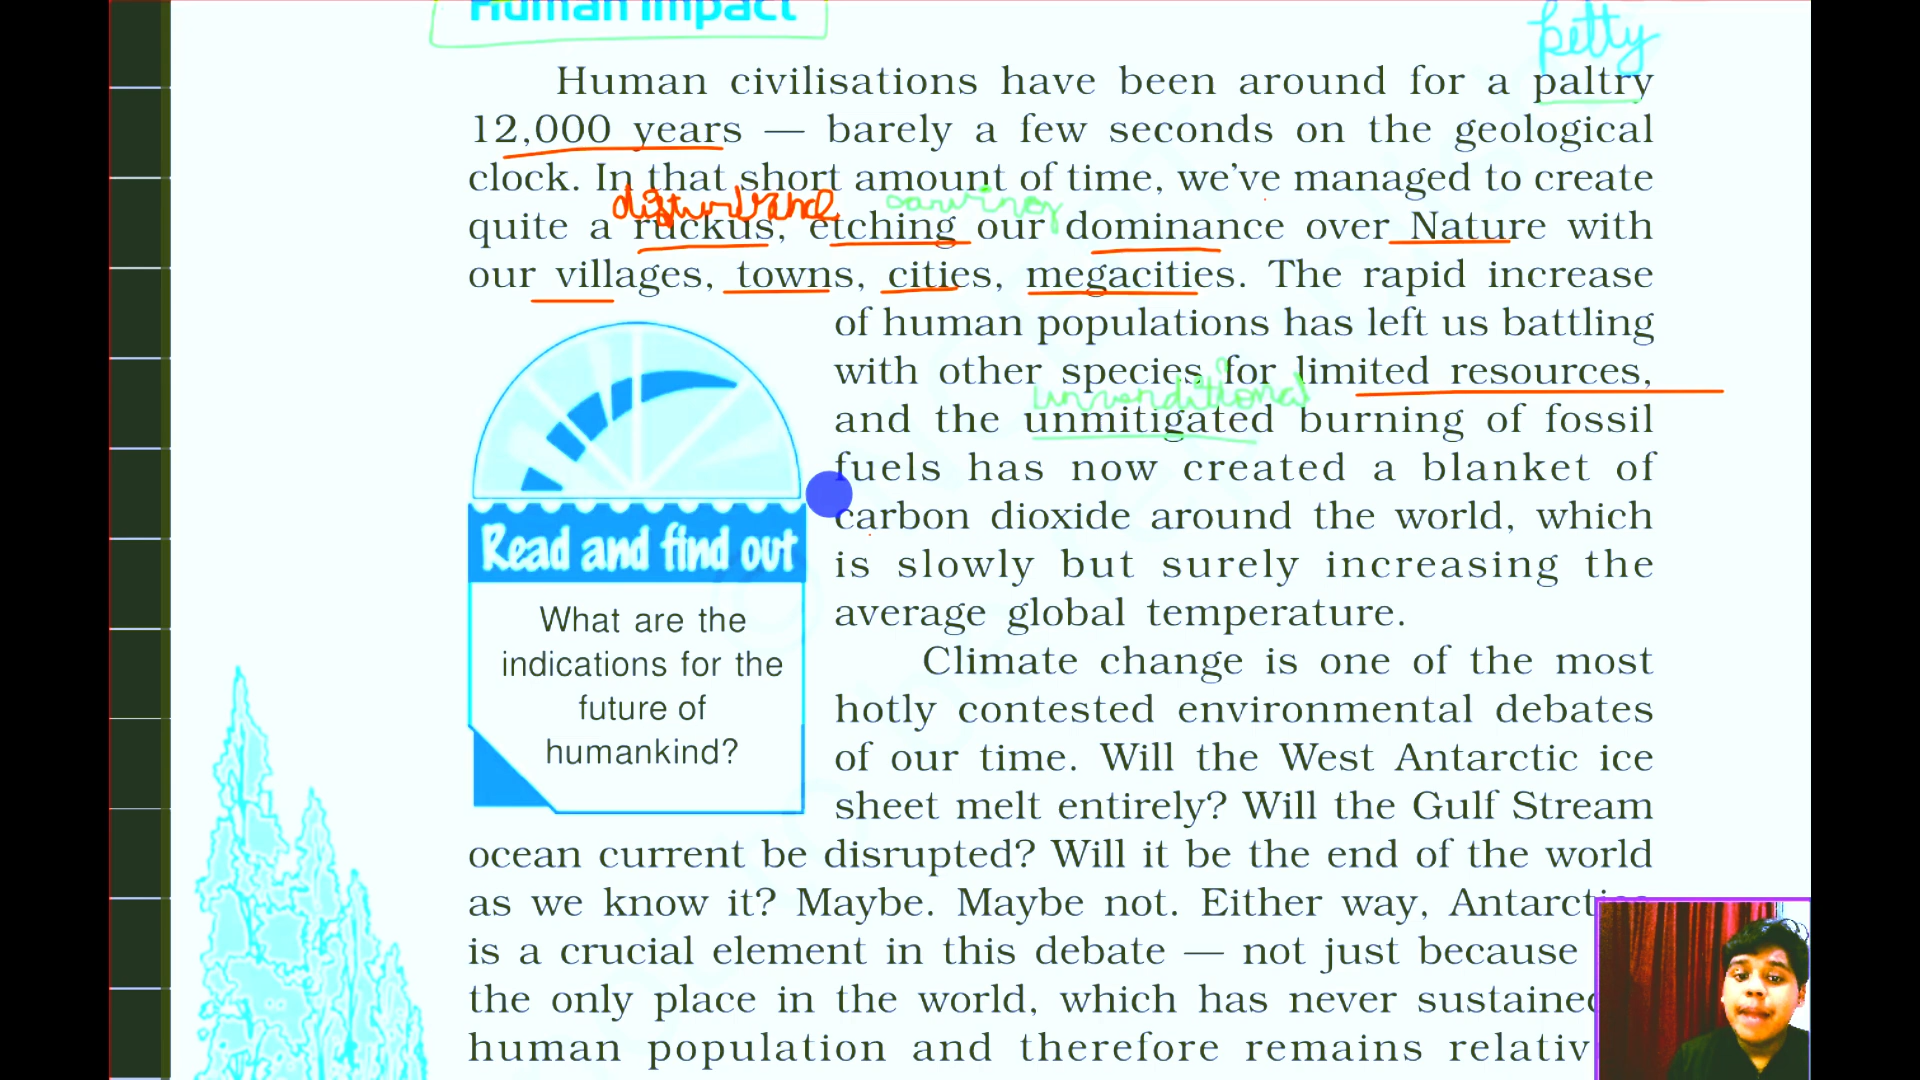 Human Impact
petty
Human civilisations have been around for a paltry
12,000 years — barely a few seconds on the geological
clock. In that short amount of time, we've managed to create
disturbance
quite a ruckus, etching our dominance over Nature with
our villages, towns, cities, megacities. The rapid increase
of human populations has left us battling
with other species for limited resources,
unconditional
and the unmitigated burning of fossil
fuels has now created a blanket of
carbon dioxide around the world, which
is slowly but surely increasing the
average global temperature.
Read and find out
What are the
indications for the
future of
humankind?
Climate change is one of the most
hotly contested environmental debates
of our time. Will the West Antarctic ice
sheet melt entirely? Will the Gulf Stream
ocean current be disrupted? Will it be the end of the world
as we know it? Maybe. Maybe not. Either way, Antarctica
is a crucial element in this debate — not just because
the only place in the world, which has never sustained
human population and therefore remains relativ